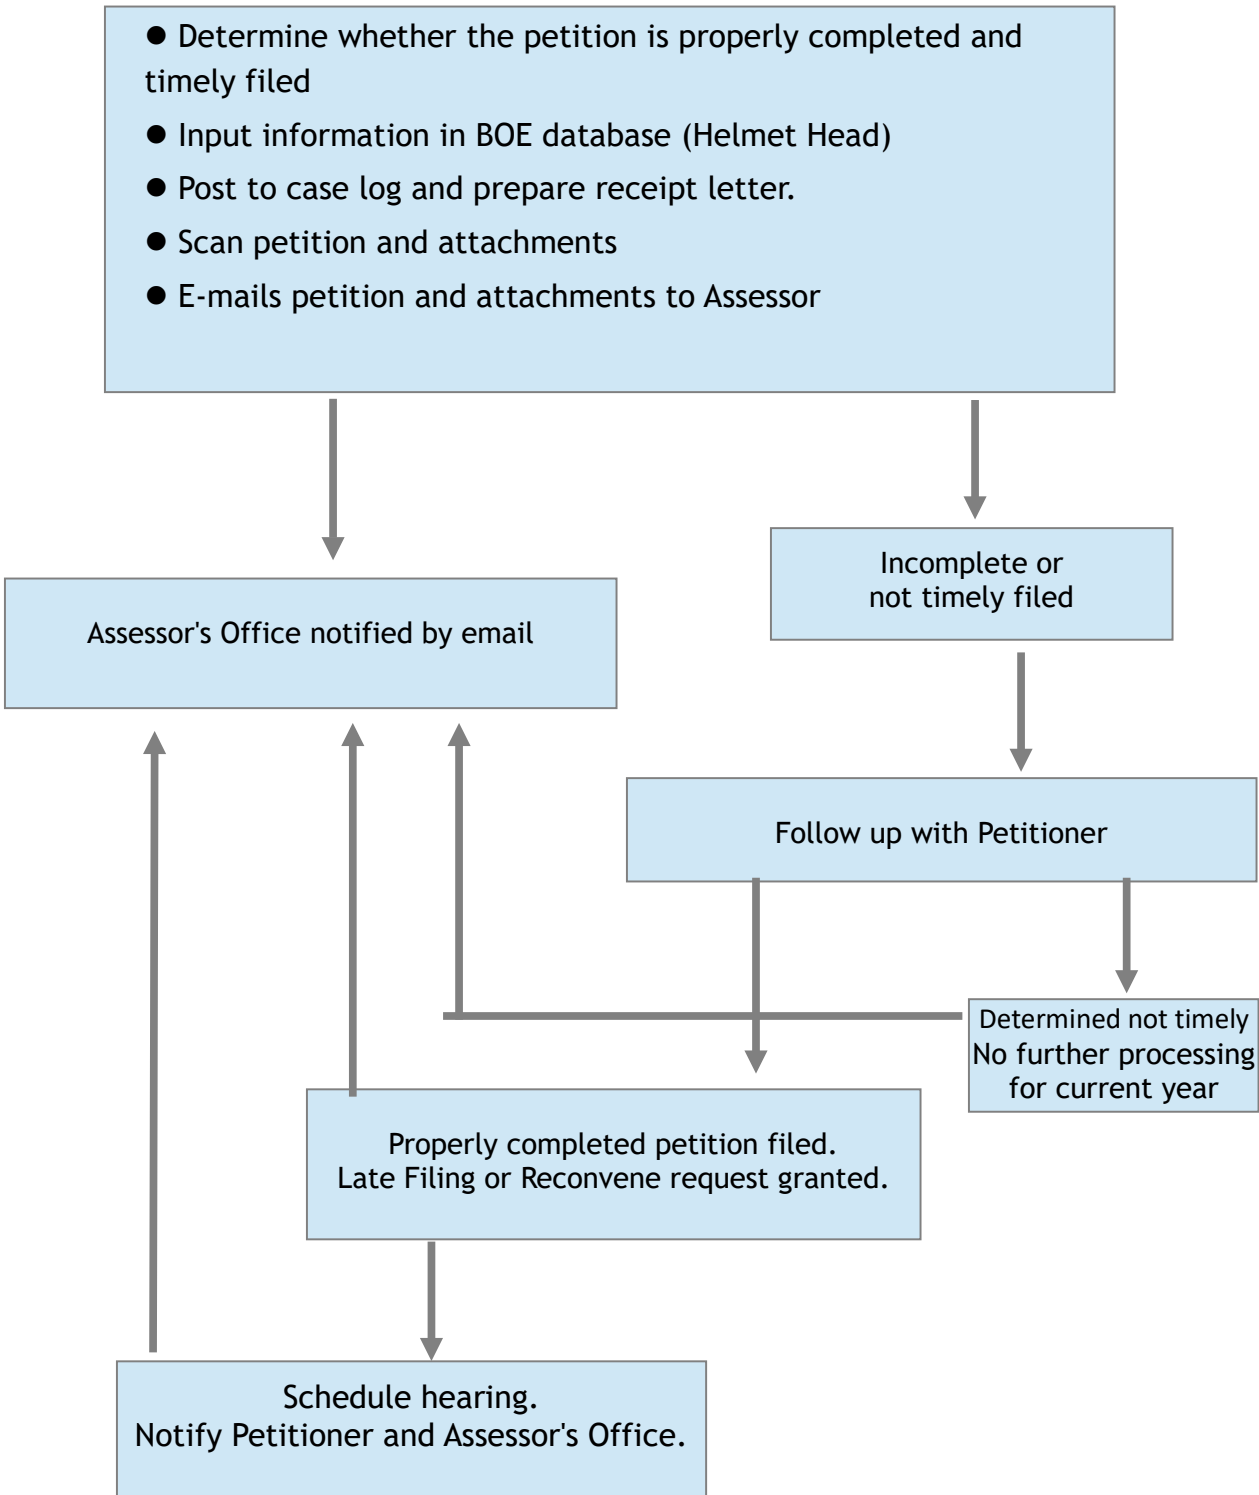 ● Determine whether the petition is properly completed and
timely filed
● Input information in BOE database (Helmet Head)
● Post to case log and prepare receipt letter.
● Scan petition and attachments
● E-mails petition and attachments to Assessor
Incomplete or
not timely filed
Assessor's Office notified by email
Follow up with Petitioner
Determined not timely
No further processing
for current year
Properly completed petition filed.
Late Filing or Reconvene request granted.
Schedule hearing.
Notify Petitioner and Assessor's Office.